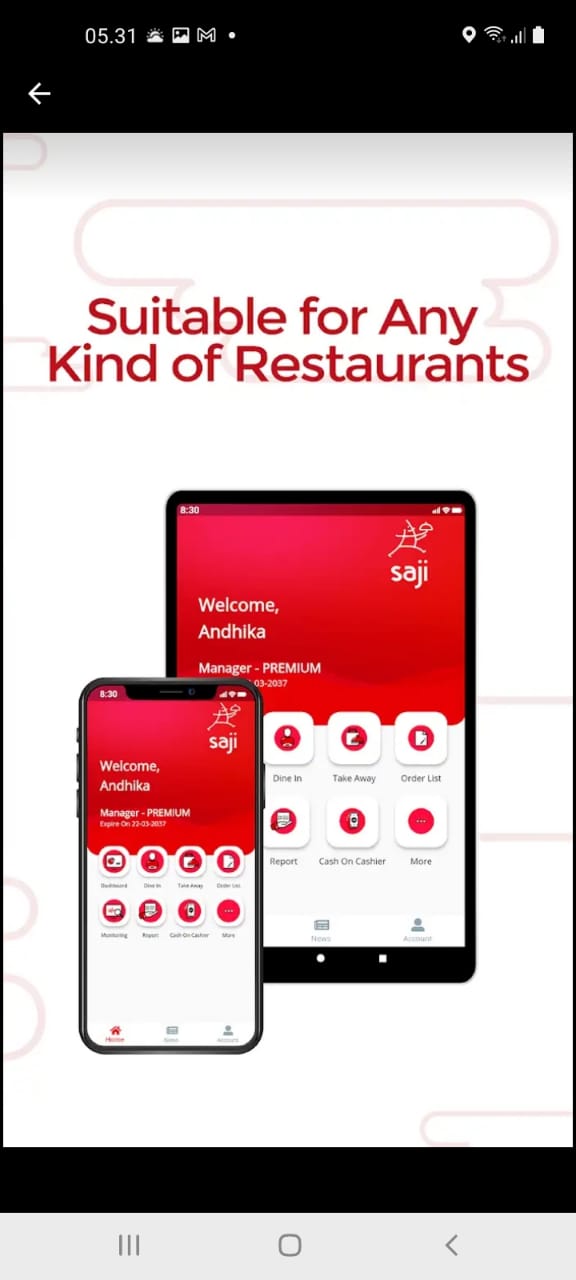 05.31
Suitable for Any
Kind of Restaurants
8:30
saji
Welcome,
Andhika
Manager - PREMIUM
03-2037
Dine In
Take Away
Order List
Report
Cash On Cashier
More
News
Account
8:30
saji
Welcome,
Andhika
Manager - PREMIUM
Expire On 22-03-2037
Dashboard
Dine In
Take Away
Order List
Monitoring
Report
Cash On Cashier
More
Home
News
Account